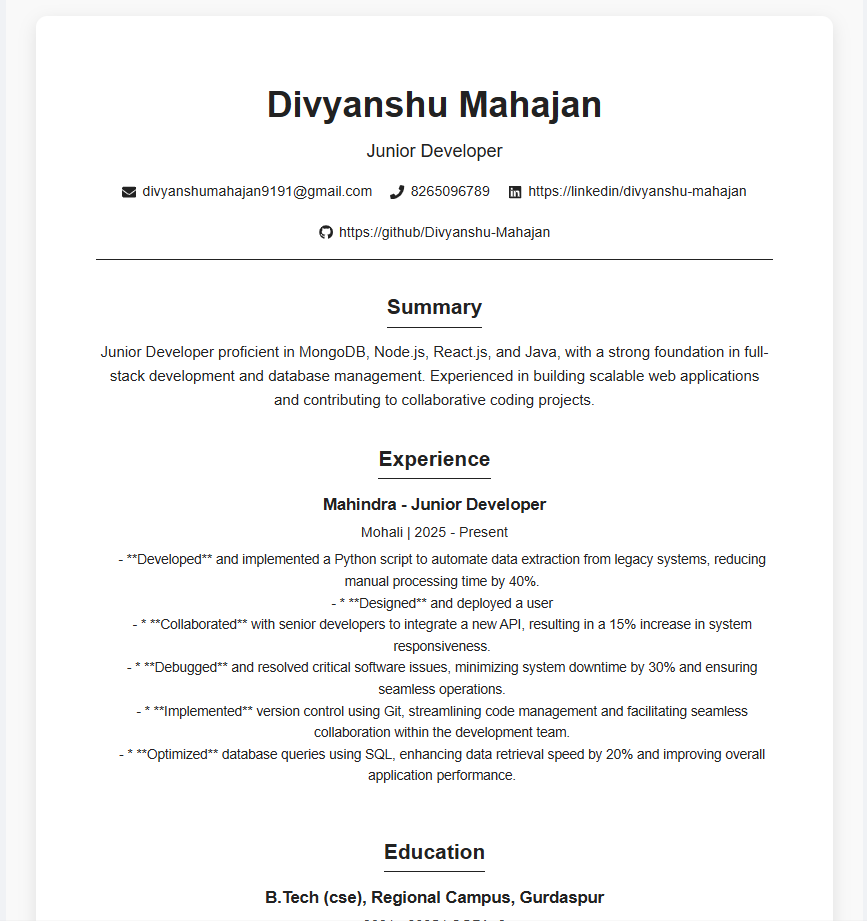 Divyanshu Mahajan
Junior Developer
divyanshumahajan9191@gmail.com 8265096789 https://linkedin/divyanshu-mahajan
https://github/Divyanshu-Mahajan
Summary
Junior Developer proficient in MongoDB, Node.js, React.js, and Java, with a strong foundation in full-
stack development and database management. Experienced in building scalable web applications
and contributing to collaborative coding projects.
Experience
Mahindra - Junior Developer
Mohali | 2025 - Present
- **Developed** and implemented a Python script to automate data extraction from legacy systems, reducing
manual processing time by 40%.
- * **Designed** and deployed a user
- * **Collaborated** with senior developers to integrate a new API, resulting in a 15% increase in system
responsiveness.
- * **Debugged** and resolved critical software issues, minimizing system downtime by 30% and ensuring
seamless operations.
- * **Implemented** version control using Git, streamlining code management and facilitating seamless
collaboration within the development team.
- * **Optimized** database queries using SQL, enhancing data retrieval speed by 20% and improving overall
application performance.
Education
B.Tech (cse), Regional Campus, Gurdaspur